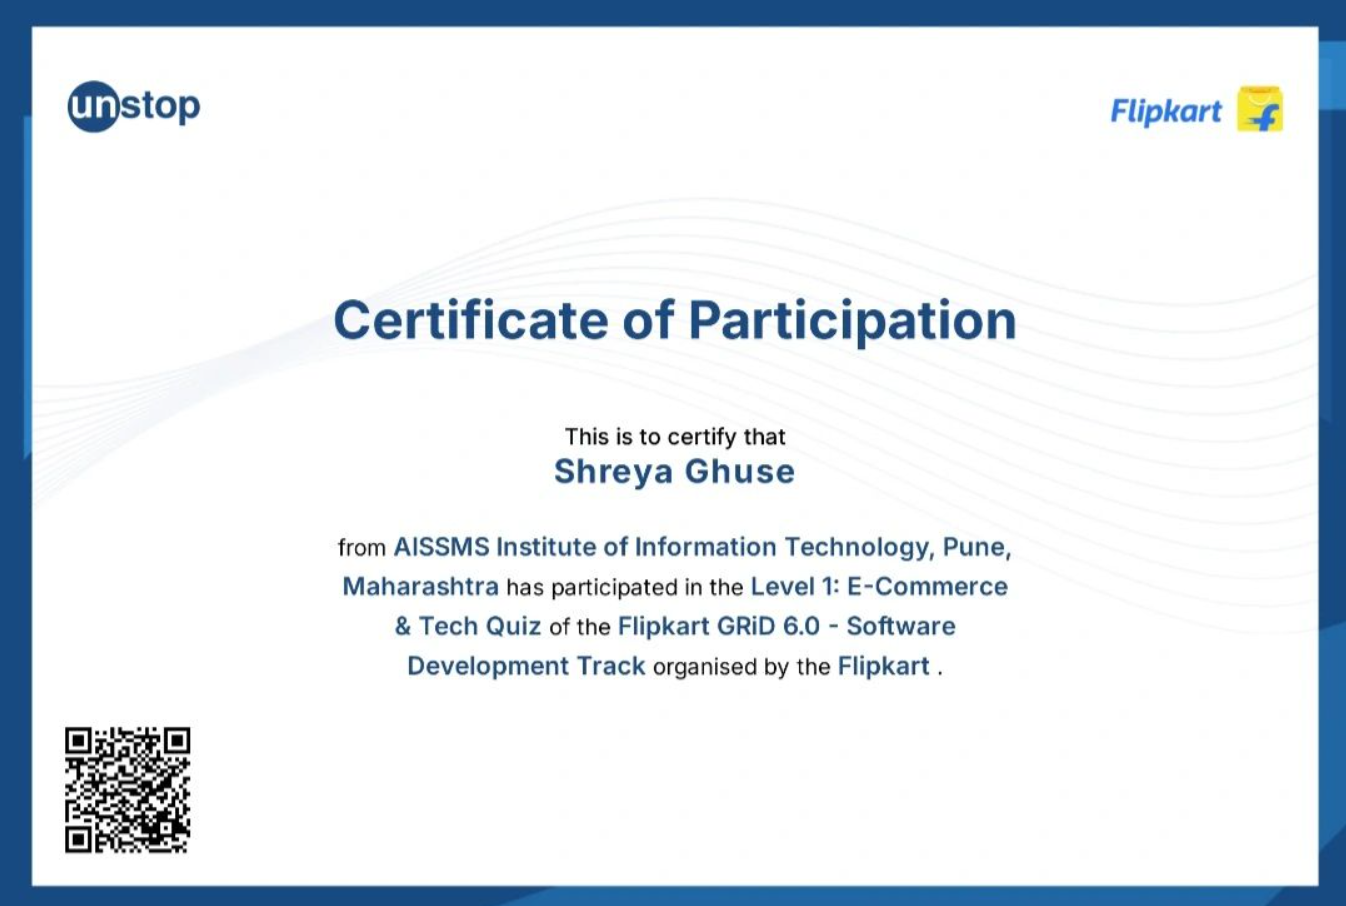 unstop
Flipkart
Certificate of Participation
This is to certify that
Shreya Ghuse
from AISSMS Institute of Information Technology, Pune,
Maharashtra has participated in the Level 1: E-Commerce
& Tech Quiz of the Flipkart GRiD 6.0 - Software
Development Track organised by the Flipkart .